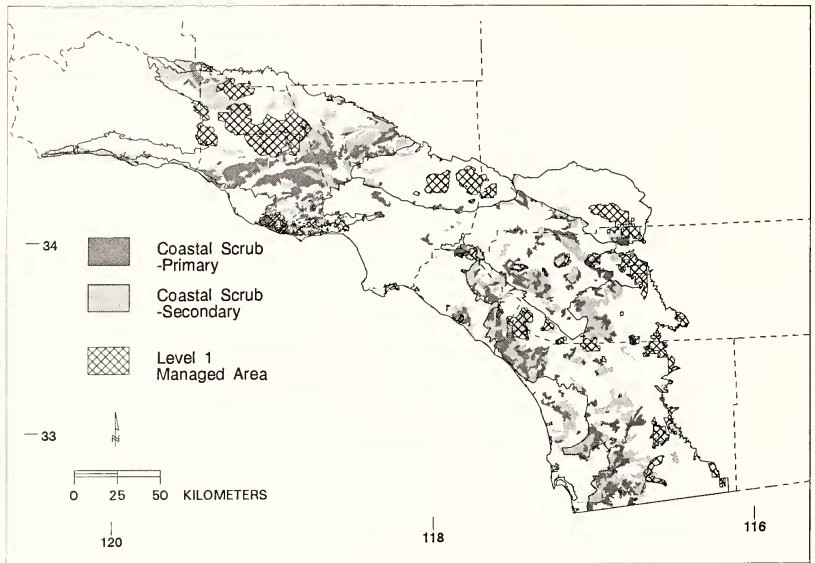 34
Coastal Scrub
-Primary
Coastal Scrub
-Secondary
Level 1
Managed Area
N
33
0 25 50 KILOMETERS
120
118
116